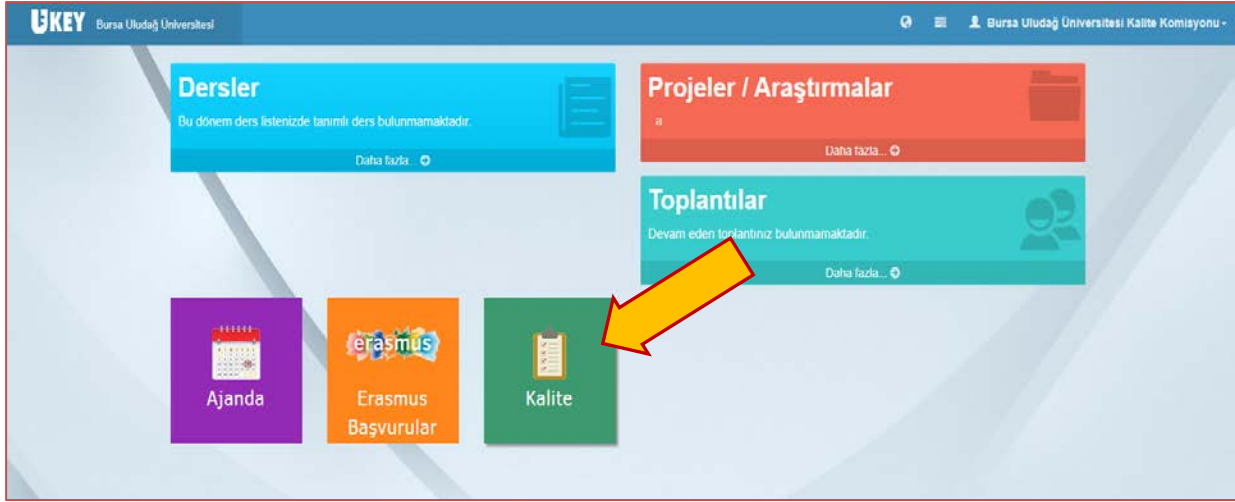 UKEY Bursa Uludağ Üniversitesi
Bursa Uludağ Üniversitesi Kalite Komisyonu
Dersler
Bu dönem ders listenizde tanımlı ders bulunmamaktadır.
Daha fazla...
Projeler / Araştırmalar
a
Daha fazla...
Toplantılar
Devam eden toplantınız bulunmamaktadır.
Daha fazla...
Ajanda
erasmus
Erasmus
Başvurular
Kalite